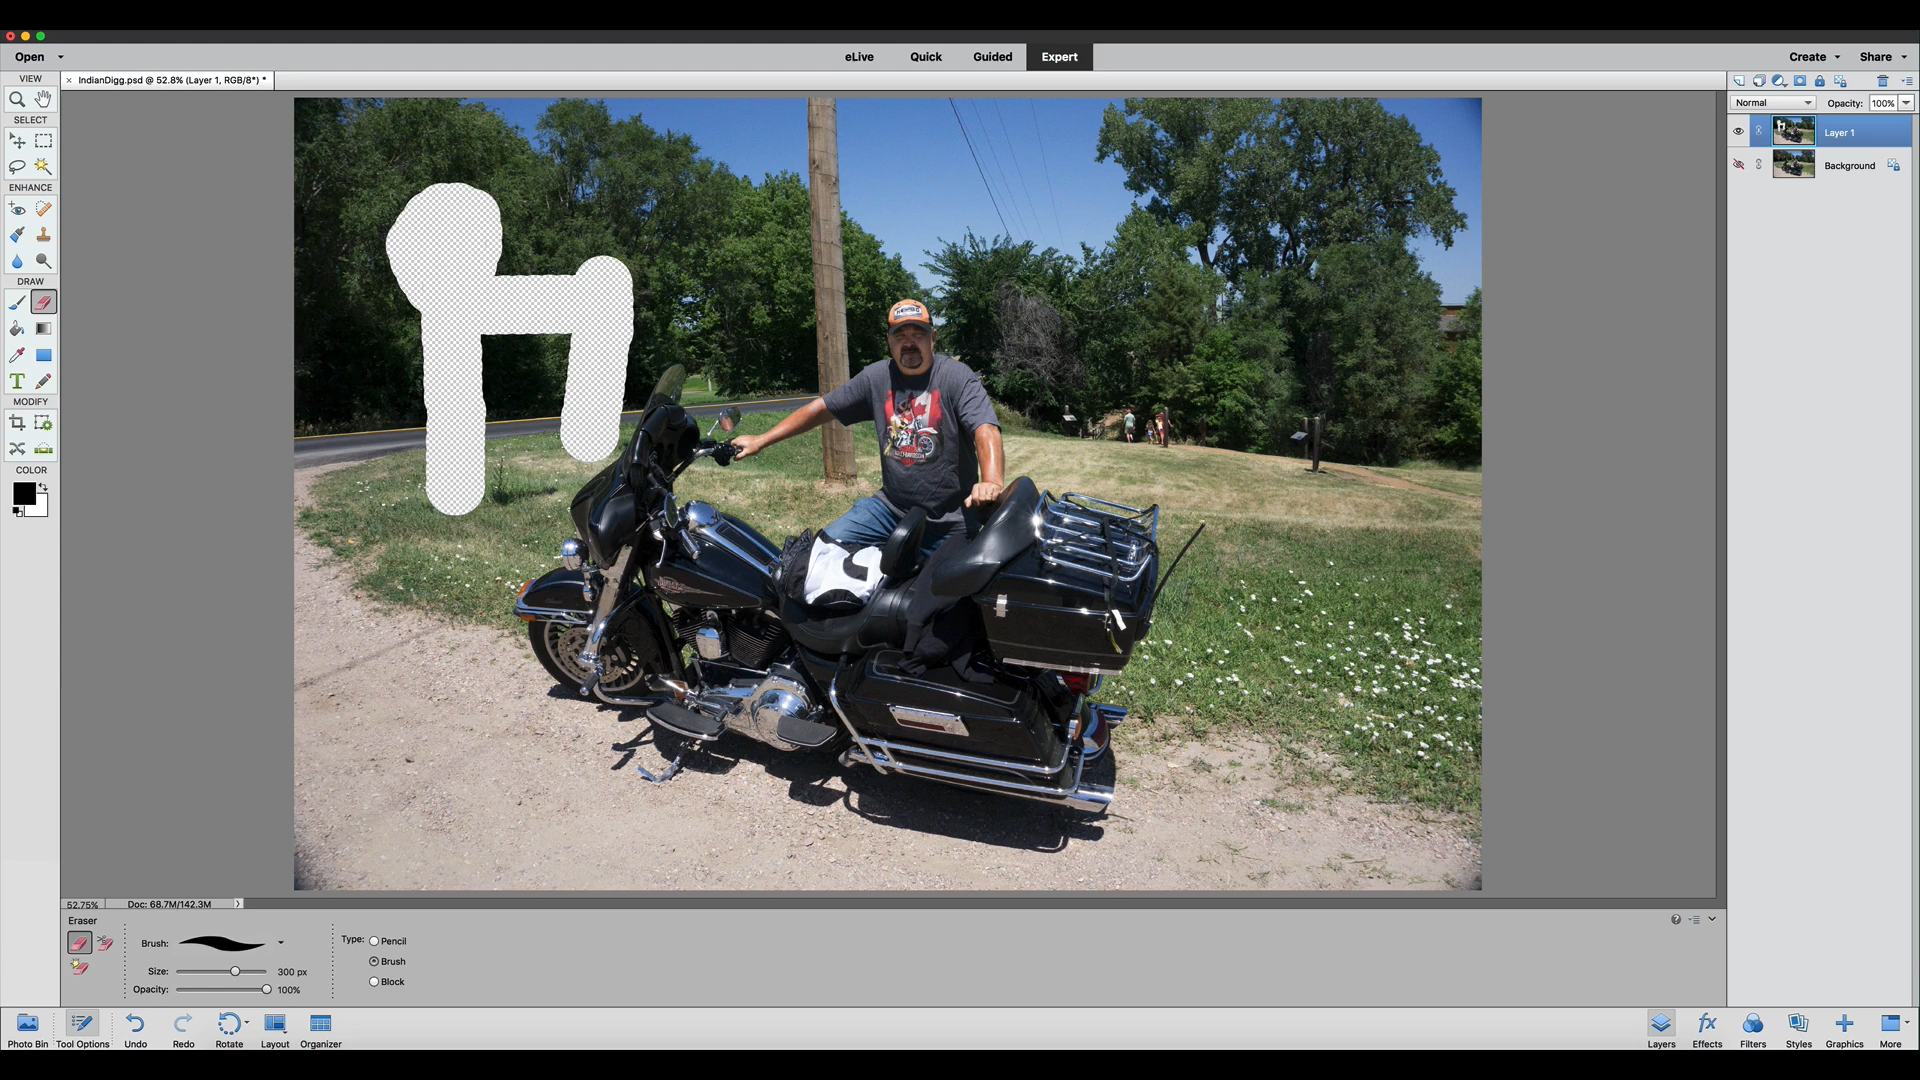 Open
eLive
Quick
Guided
Expert
Create
Share
VIEW
× IndianDigg.psd @ 52.8% (Layer 1, RGB/8*) *
SELECT
ENHANCE
DRAW
T
MODIFY
COLOR
Normal
Opacity: 100%
Layer 1
Background
52.75%
Doc: 68.7M/142.3M
Eraser
Brush:
Size:
300 px
Opacity:
100%
Type:
Pencil
Brush
Block
Photo Bin
Tool Options
Undo
Redo
Rotate
Layout
Organizer
Layers
fx
Effects
Filters
Styles
Graphics
More